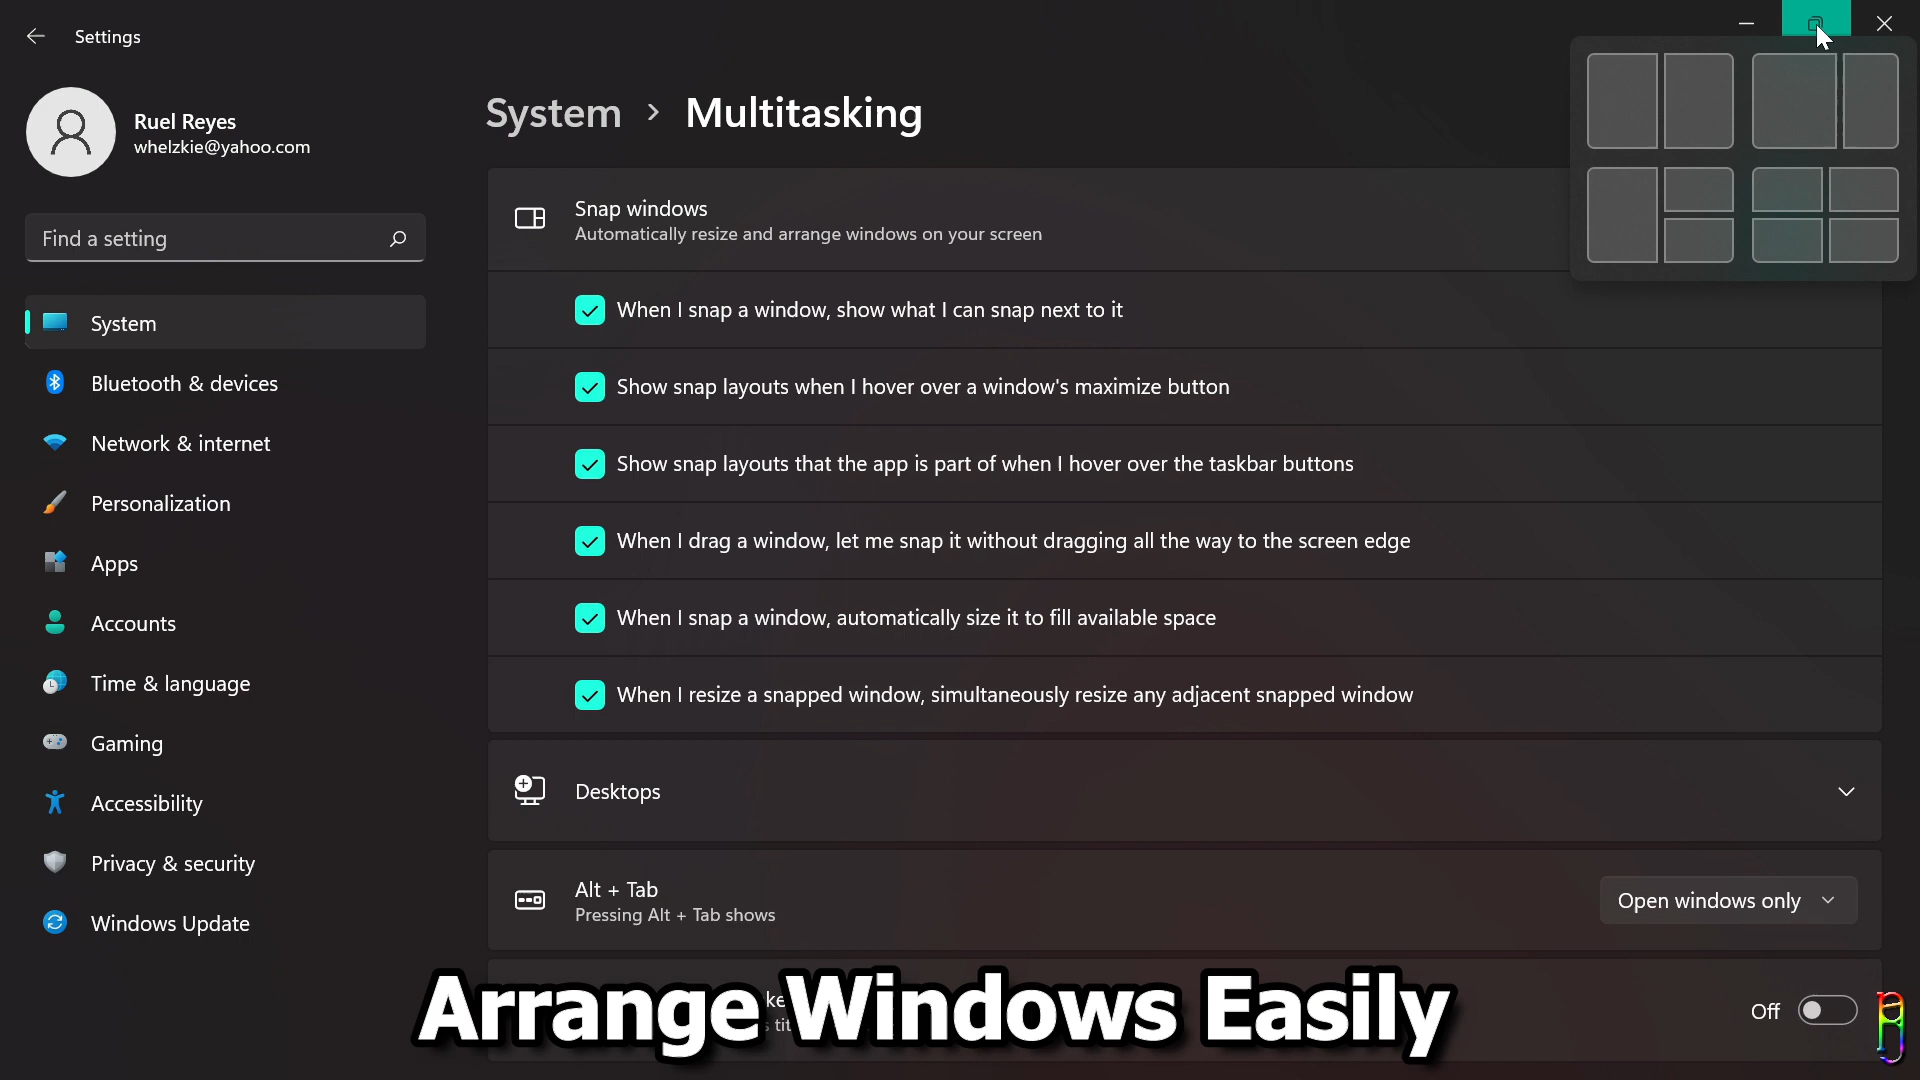 Settings
Ruel Reyes
whelzkie@yahoo.com
Find a setting
System
Bluetooth & devices
Network & internet
Personalization
Apps
Accounts
Time & language
Gaming
Accessibility
Privacy & security
Windows Update
System > Multitasking
Snap windows
Automatically resize and arrange windows on your screen
When I snap a window, show what I can snap next to it
Show snap layouts when I hover over a window's maximize button
Show snap layouts that the app is part of when I hover over the taskbar buttons
When I drag a window, let me snap it without dragging all the way to the screen edge
When I snap a window, automatically size it to fill available space
When I resize a snapped window, simultaneously resize any adjacent snapped window
Desktops
Alt + Tab
Pressing Alt + Tab shows
Open windows only
Off
Arrange Windows Easily